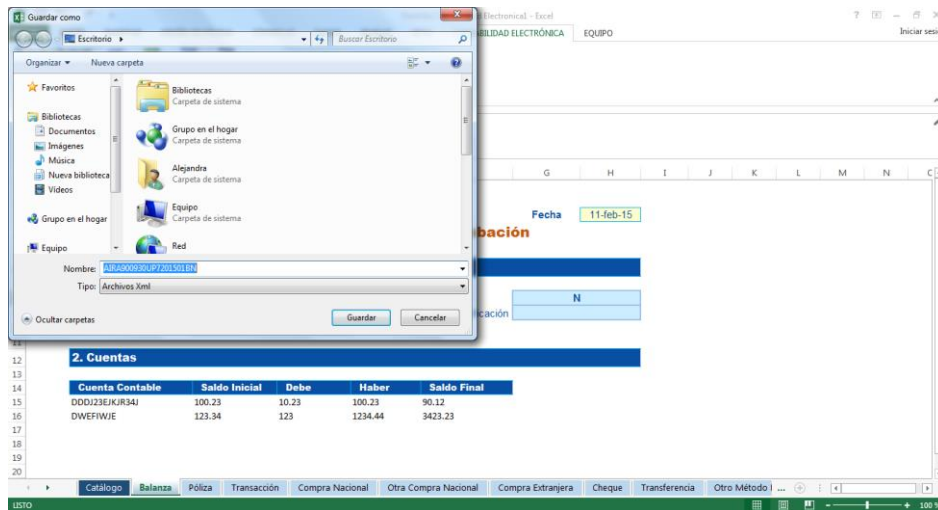 Guardar como
Electronica1 - Excel
Escritorio
Buscar Escritorio
BILIDAD ELECTRÓNICA EQUIPO
Iniciar sesi
Organizar Nueva carpeta
Favoritos
Bibliotecas
Documentos
Imágenes
Música
Nueva biblioteca
Vídeos
Grupo en el hogar
Equipo
Bibliotecas
Carpeta de sistema
Grupo en el hogar
Carpeta de sistema
Alejandra
Carpeta de sistema
Equipo
Carpeta de sistema
Red
Nombre: AIRA800930UP7201501BN
Tipo: Archivos Xml
Ocultar carpetas
Guardar Cancelar
G H I J K L M N
Fecha 11-feb-15
bación
N
icación
11
12 2. Cuentas
13
14 Cuenta Contable Saldo Inicial Debe Haber Saldo Final
15 DDDJ23EJKJR34J 100.23 10.23 100.23 90.12
16 DWEFIWJE 123.34 123 1234.44 3423.23
17
18
19
20
Catálogo Balanza Póliza Transacción Compra Nacional Otra Compra Nacional Compra Extranjera Cheque Transferencia Otro Método ...
LISTO
100 %